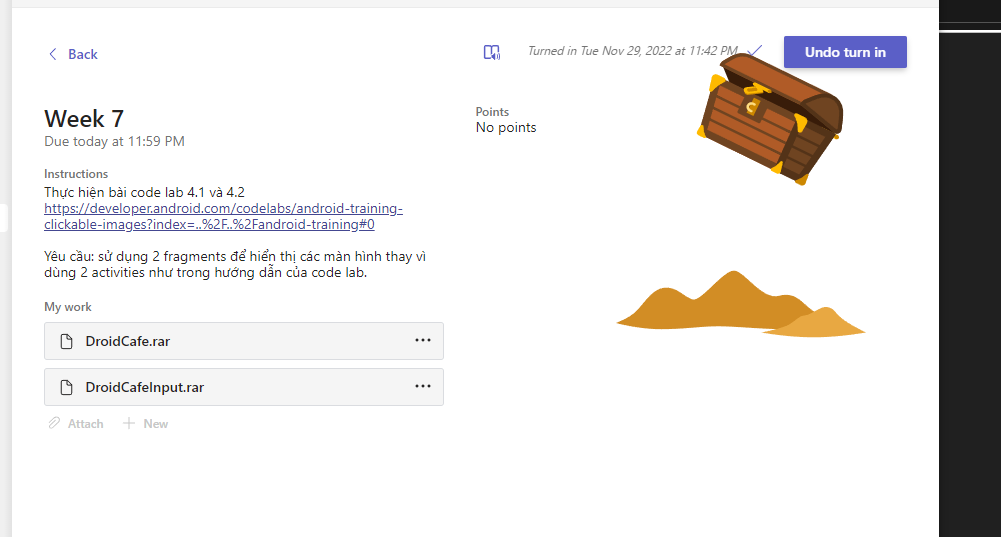 Back
Turned in Tue Nov 29, 2022 at 11:42 PM
Undo turn in
Week 7
Due today at 11:59 PM
Points
No points
Instructions
Thực hiện bài code lab 4.1 và 4.2
https://developer.android.com/codelabs/android-training-
clickable-images?index=..%2F..%2Fandroid-training#0
Yêu cầu: sử dụng 2 fragments để hiển thị các màn hình thay vì
dùng 2 activities như trong hướng dẫn của code lab.
My work
DroidCafe.rar
DroidCafeInput.rar
Attach
New